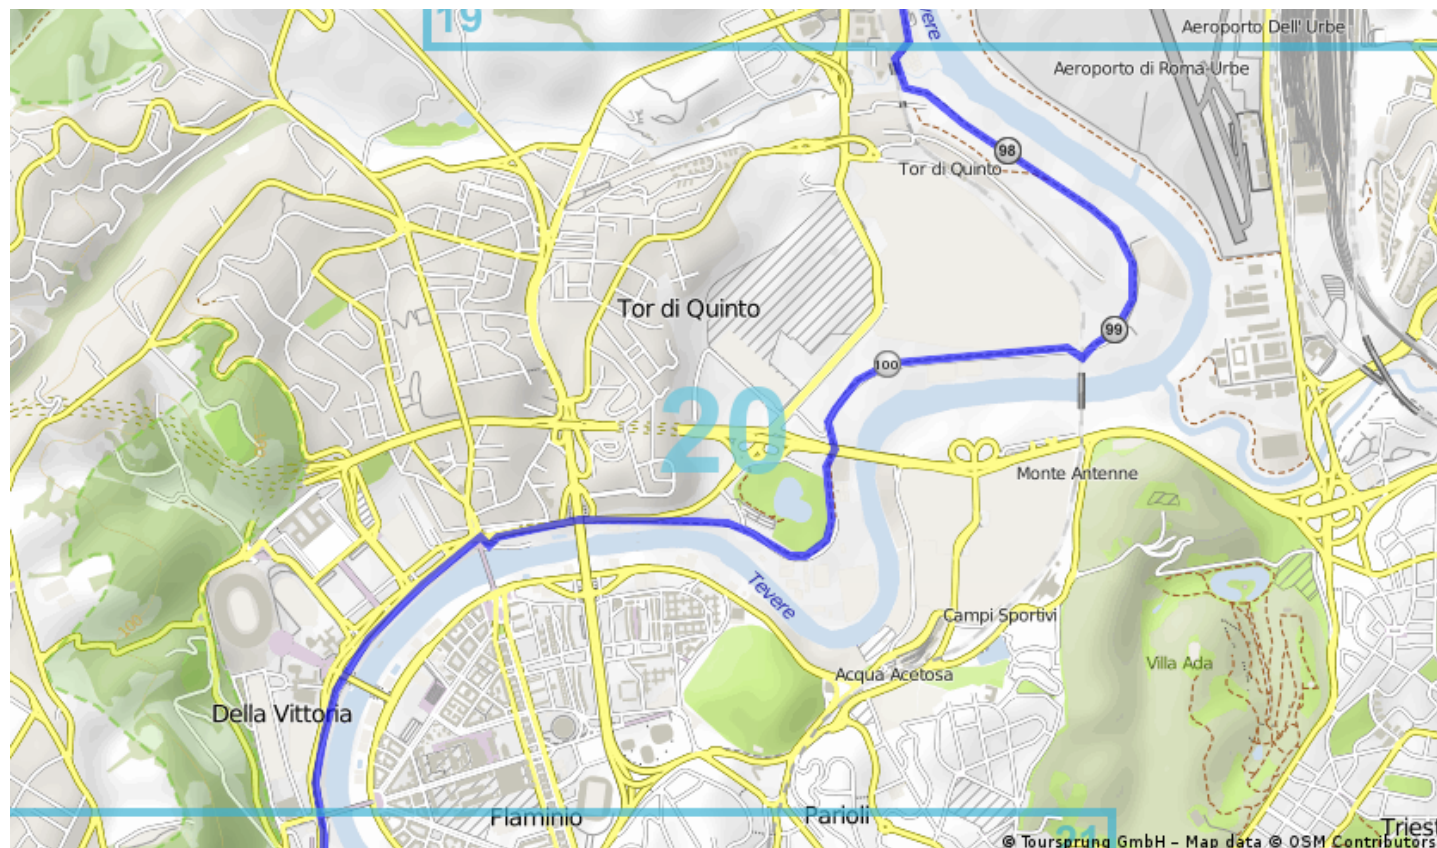 19
vere
Aeroporto Dell' Urbe
Aeroporto di Roma-Urbe
98
Tor di Quinto
Tor di Quinto
99
100
20
Monte Antenne
Tevere
Campi Sportivi
Villa Ada
Acqua Acetosa
Della Vittoria
Flaminio
Parioli
21
Triest
© Toursprung GmbH – Map data © OSM Contributors